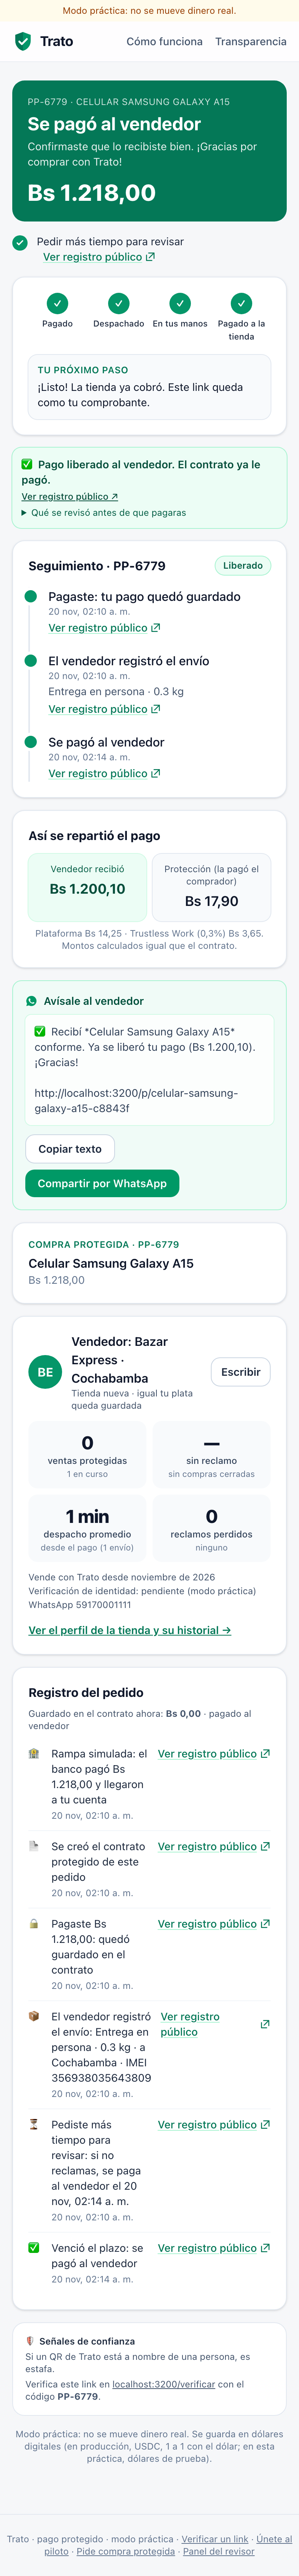 Modo práctica: no se mueve dinero real.
Trato
Cómo funciona
Transparencia
PP-6779 · CELULAR SAMSUNG GALAXY A15
Se pagó al vendedor
Confirmaste que lo recibiste bien. ¡Gracias por
comprar con Trato!
Bs 1.218,00
Pedir más tiempo para revisar
Ver registro público
Pagado
Despachado
En tus manos
Pagado a la
tienda
TU PRÓXIMO PASO
¡Listo! La tienda ya cobró. Este link queda
como tu comprobante.
✅ Pago liberado al vendedor. El contrato ya le
pagó.
Ver registro público ↗
▶ Qué se revisó antes de que pagaras
Seguimiento · PP-6779
Liberado
Pagaste: tu pago quedó guardado
20 nov, 02:10 a. m.
Ver registro público
El vendedor registró el envío
20 nov, 02:10 a. m.
Entrega en persona · 0.3 kg
Ver registro público
Se pagó al vendedor
20 nov, 02:14 a. m.
Ver registro público
Así se repartió el pago
Vendedor recibió
Bs 1.200,10
Protección (la pagó el
comprador)
Bs 17,90
Plataforma Bs 14,25 · Trustless Work (0,3%) Bs 3,65.
Montos calculados igual que el contrato.
Avísale al vendedor
✅ Recibí *Celular Samsung Galaxy A15*
conforme. Ya se liberó tu pago (Bs 1.200,10).
¡Gracias!
http://localhost:3200/p/celular-samsung-
galaxy-a15-c8843f
Copiar texto
Compartir por WhatsApp
COMPRA PROTEGIDA · PP-6779
Celular Samsung Galaxy A15
Bs 1.218,00
BE
Vendedor: Bazar
Express ·
Cochabamba
Tienda nueva · igual tu plata
queda guardada
Escribir
0
ventas protegidas
1 en curso
—
sin reclamo
sin compras cerradas
1 min
despacho promedio
desde el pago (1 envío)
0
reclamos perdidos
ninguno
Vende con Trato desde noviembre de 2026
Verificación de identidad: pendiente (modo práctica)
WhatsApp 59170001111
Ver el perfil de la tienda y su historial →
Registro del pedido
Guardado en el contrato ahora: Bs 0,00 · pagado al
vendedor
Rampa simulada: el
banco pagó Bs
1.218,00 y llegaron
a tu cuenta
20 nov, 02:10 a. m.
Ver registro público
Se creó el contrato
protegido de este
pedido
20 nov, 02:10 a. m.
Ver registro público
Pagaste Bs
1.218,00: quedó
guardado en el
contrato
20 nov, 02:10 a. m.
Ver registro público
El vendedor registró
el envío: Entrega en
persona · 0.3 kg · a
Cochabamba · IMEI
356938035643809
20 nov, 02:10 a. m.
Ver registro
público
Pediste más
tiempo para
revisar: si no
reclamas, se paga
al vendedor el 20
nov, 02:14 a. m.
20 nov, 02:10 a. m.
Ver registro público
Venció el plazo: se
pagó al vendedor
20 nov, 02:14 a. m.
Ver registro público
Señales de confianza
Si un QR de Trato está a nombre de una persona, es
estafa.
Verifica este link en localhost:3200/verificar con el
código PP-6779.
Modo práctica: no se mueve dinero real. Se guarda en dólares
digitales (en producción, USDC, 1 a 1 con el dólar; en esta
práctica, dólares de prueba).
Trato · pago protegido · modo práctica · Verificar un link · Únete al
piloto · Pide compra protegida · Panel del revisor